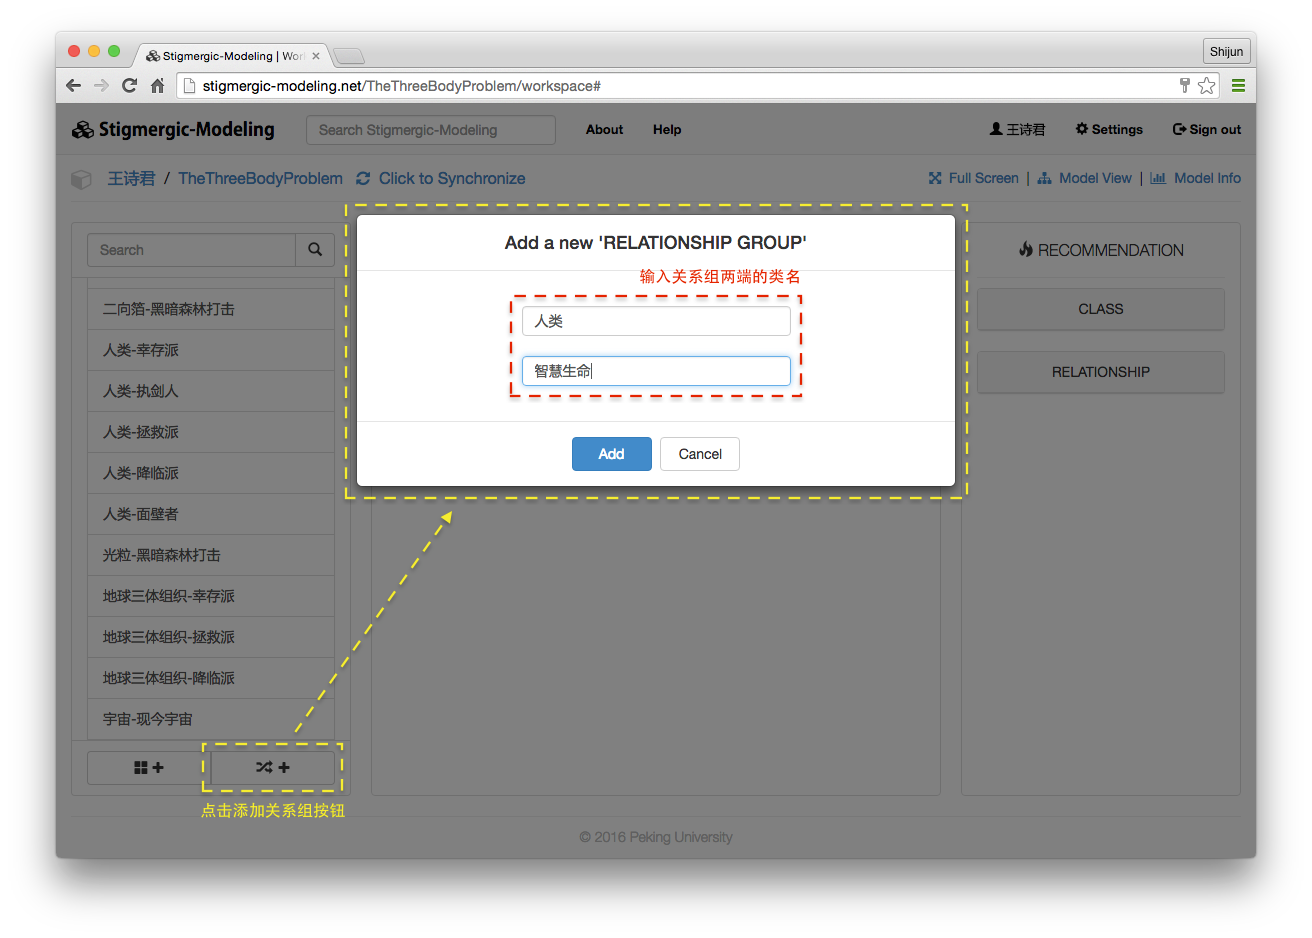 Stigmergic-Modeling | Wor
Shijun
stigmergic-modeling.net/TheThreeBodyProblem/workspace#
Stigmergic-Modeling
Search Stigmergic-Modeling
About
Help
王诗君
Settings
Sign out
王诗君 / TheThreeBodyProblem
Click to Synchronize
Full Screen | Model View | Model Info
Add a new 'RELATIONSHIP GROUP'
输入关系组两端的类名
人类
智慧生命
Add
Cancel
Search
二向箔-黑暗森林打击
人类-幸存派
人类-执剑人
人类-拯救派
人类-降临派
人类-面壁者
光粒-黑暗森林打击
地球三体组织-幸存派
地球三体组织-拯救派
地球三体组织-降临派
宇宙-现今宇宙
点击添加关系组按钮
RECOMMENDATION
CLASS
RELATIONSHIP
© 2016 Peking University